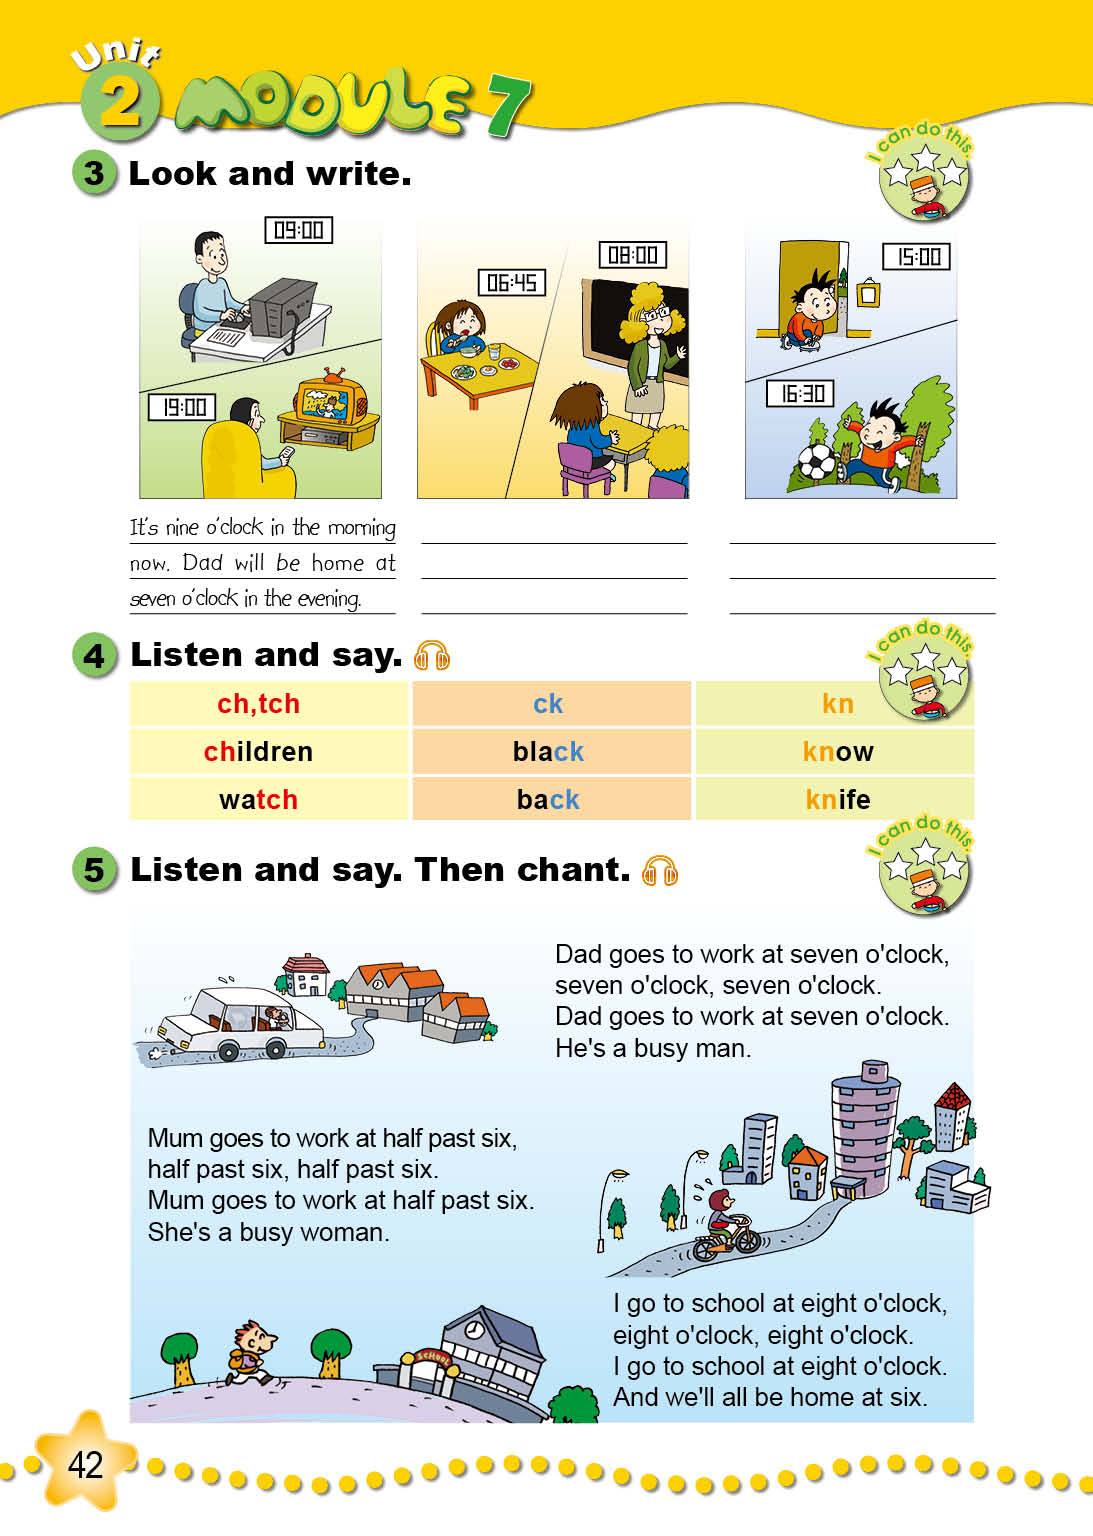 Unit
2 MODULE 7
3 Look and write.
I can do this.
09:00
19:00
06:45
08:00
15:00
16:30
It's nine o'clock in the morning
now. Dad will be home at
seven o'clock in the evening.
4 Listen and say.
I can do this.
ch,tch ck kn
children black know
watch back knife
5 Listen and say. Then chant.
I can do this.
Dad goes to work at seven o'clock,
seven o'clock, seven o'clock.
Dad goes to work at seven o'clock.
He's a busy man.
Mum goes to work at half past six,
half past six, half past six.
Mum goes to work at half past six.
She's a busy woman.
I go to school at eight o'clock,
eight o'clock, eight o'clock.
I go to school at eight o'clock.
And we'll all be home at six.
SCHOOL
42